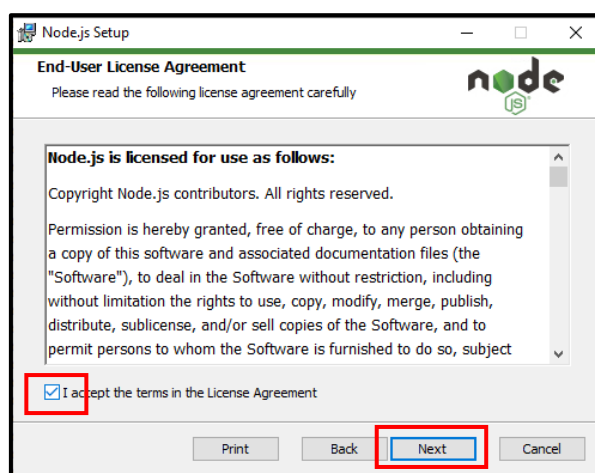 Node.js Setup
End-User License Agreement
Please read the following license agreement carefully
node
JS
Node.js is licensed for use as follows:
Copyright Node.js contributors. All rights reserved.
Permission is hereby granted, free of charge, to any person obtaining
a copy of this software and associated documentation files (the
"Software"), to deal in the Software without restriction, including
without limitation the rights to use, copy, modify, merge, publish,
distribute, sublicense, and/or sell copies of the Software, and to
permit persons to whom the Software is furnished to do so, subject
I accept the terms in the License Agreement
Print Back Next Cancel